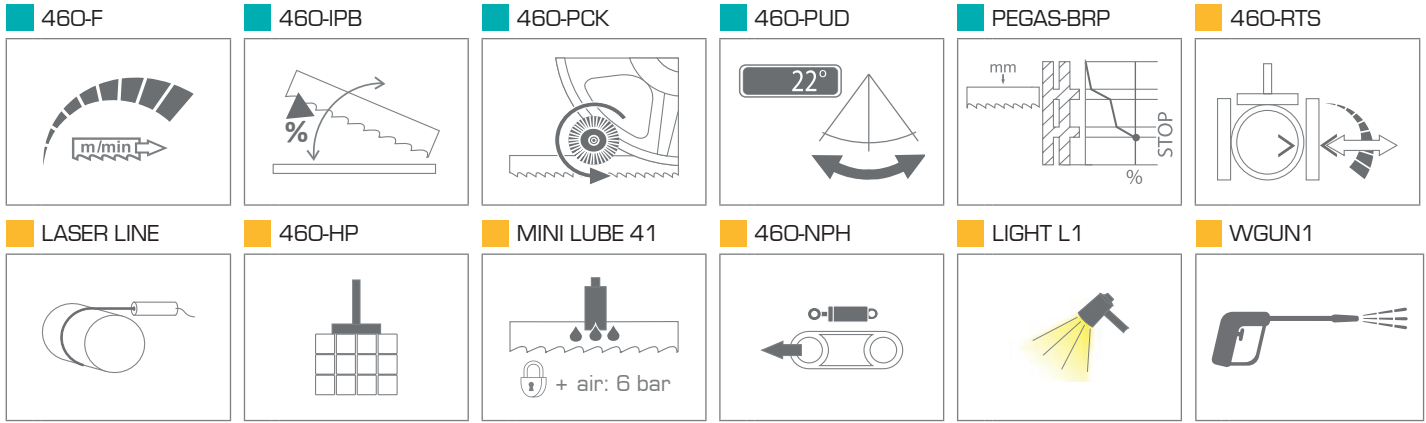 460-F
m/min
460-IPB
%
460-PCK
460-PUD
22°
PEGAS-BRP
mm
STOP
%
460-RTS
LASER LINE
460-HP
MINI LUBE 41
+ air: 6 bar
460-NPH
LIGHT L1
WGUN1